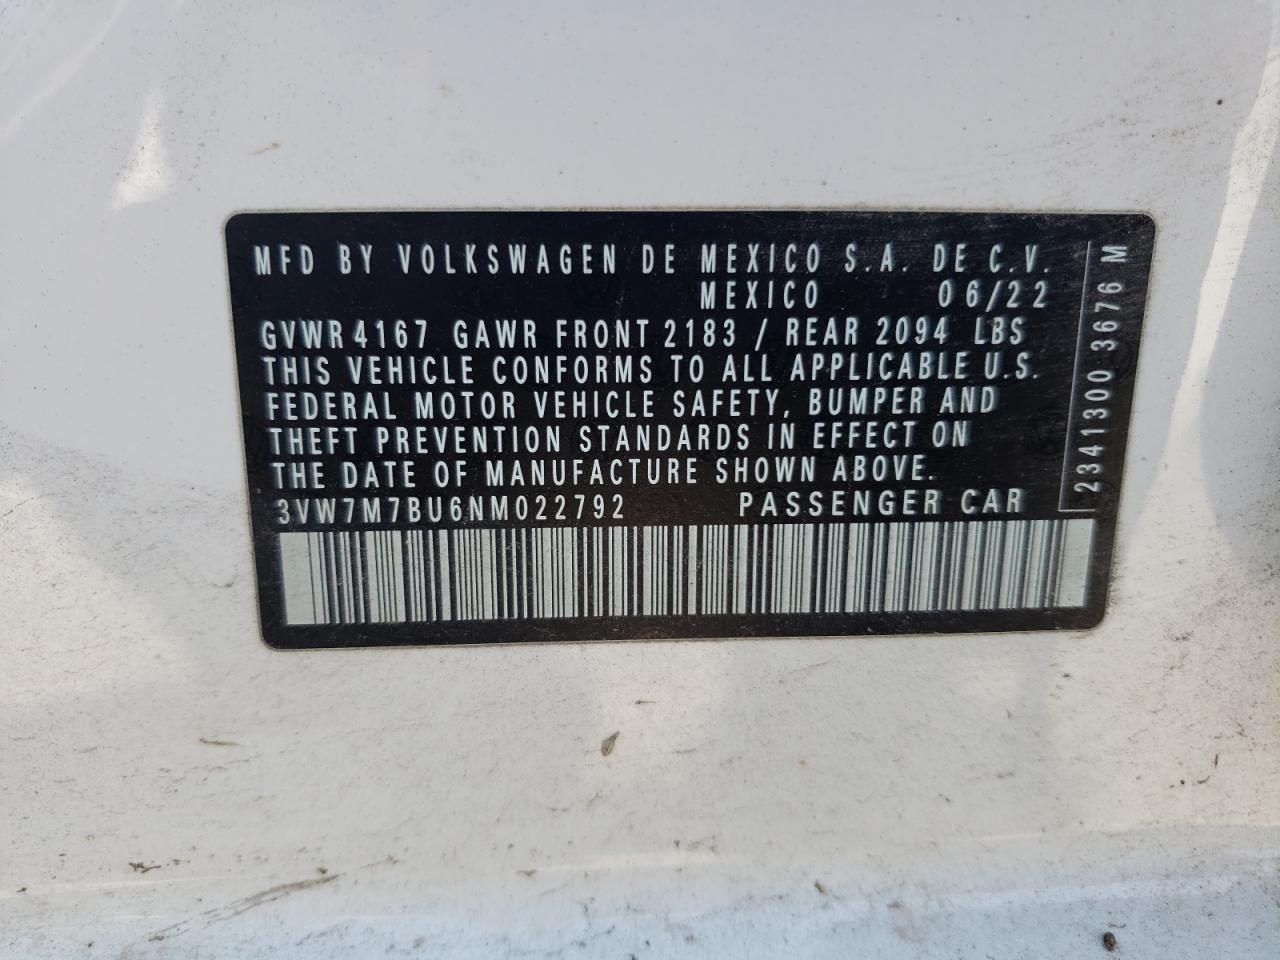 MFD BY VOLKSWAGEN DE MEXICO S.A. DE C.V.
MEXICO 06/22
GVWR 4167 GAWR FRONT 2183 / REAR 2094 LBS
THIS VEHICLE CONFORMS TO ALL APPLICABLE U.S.
FEDERAL MOTOR VEHICLE SAFETY, BUMPER AND
THEFT PREVENTION STANDARDS IN EFFECT ON
THE DATE OF MANUFACTURE SHOWN ABOVE.
3VW7M7BU6NM022792 PASSENGER CAR
2341300 3676 M